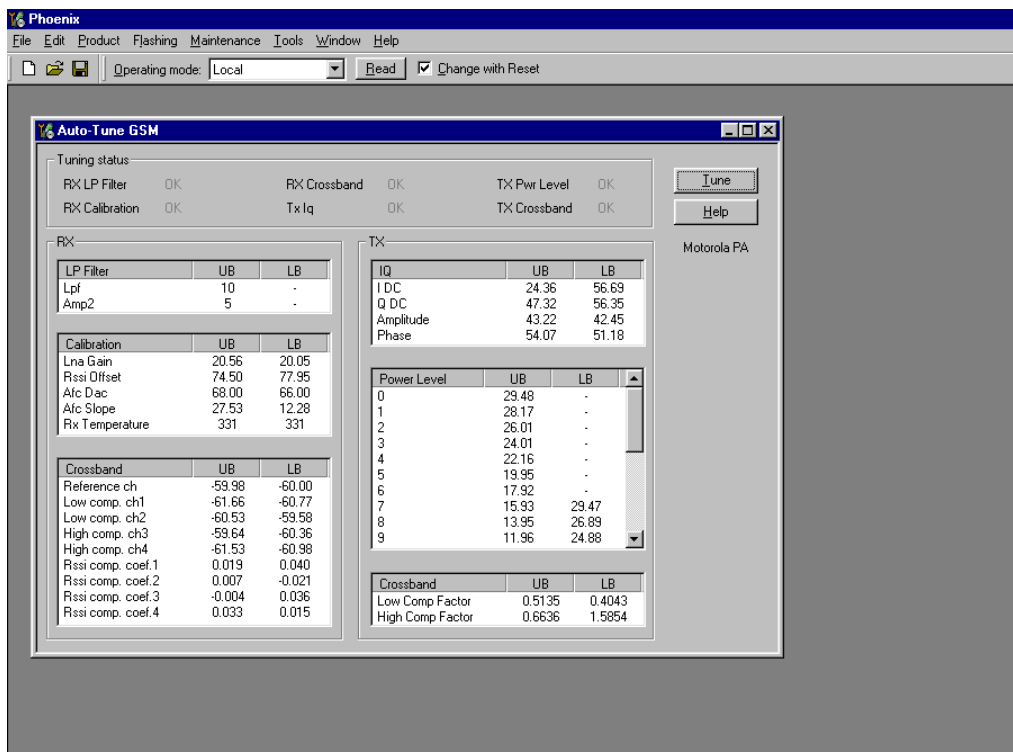 Phoenix
File Edit Product Flashing Maintenance Tools Window Help
Operating mode: Local Read Change with Reset
Auto-Tune GSM
Tuning status
RX LP Filter OK RX Crossband OK TX Pwr Level OK
RX Calibration OK Tx Iq OK TX Crossband OK
Tune
Help
Motorola PA
RX
LP Filter UB LB
Lpf 10 -
Amp2 5 -
Calibration UB LB
Lna Gain 20.56 20.05
Rssi Offset 74.50 77.95
Afc Dac 68.00 66.00
Afc Slope 27.53 12.28
Rx Temperature 331 331
Crossband UB LB
Reference ch -59.98 -60.00
Low comp. ch1 -61.66 -60.77
Low comp. ch2 -60.53 -59.58
High comp. ch3 -59.64 -60.36
High comp. ch4 -61.53 -60.98
Rssi comp. coef.1 0.019 0.040
Rssi comp. coef.2 0.007 -0.021
Rssi comp. coef.3 -0.004 0.036
Rssi comp. coef.4 0.033 0.015
TX
IQ UB LB
I DC 24.36 56.69
Q DC 47.32 56.35
Amplitude 43.22 42.45
Phase 54.07 51.18
Power Level UB LB
0 29.48 -
1 28.17 -
2 26.01 -
3 24.01 -
4 22.16 -
5 19.95 -
6 17.92 -
7 15.93 29.47
8 13.95 26.89
9 11.96 24.88
Crossband UB LB
Low Comp Factor 0.5135 0.4043
High Comp Factor 0.6636 1.5854